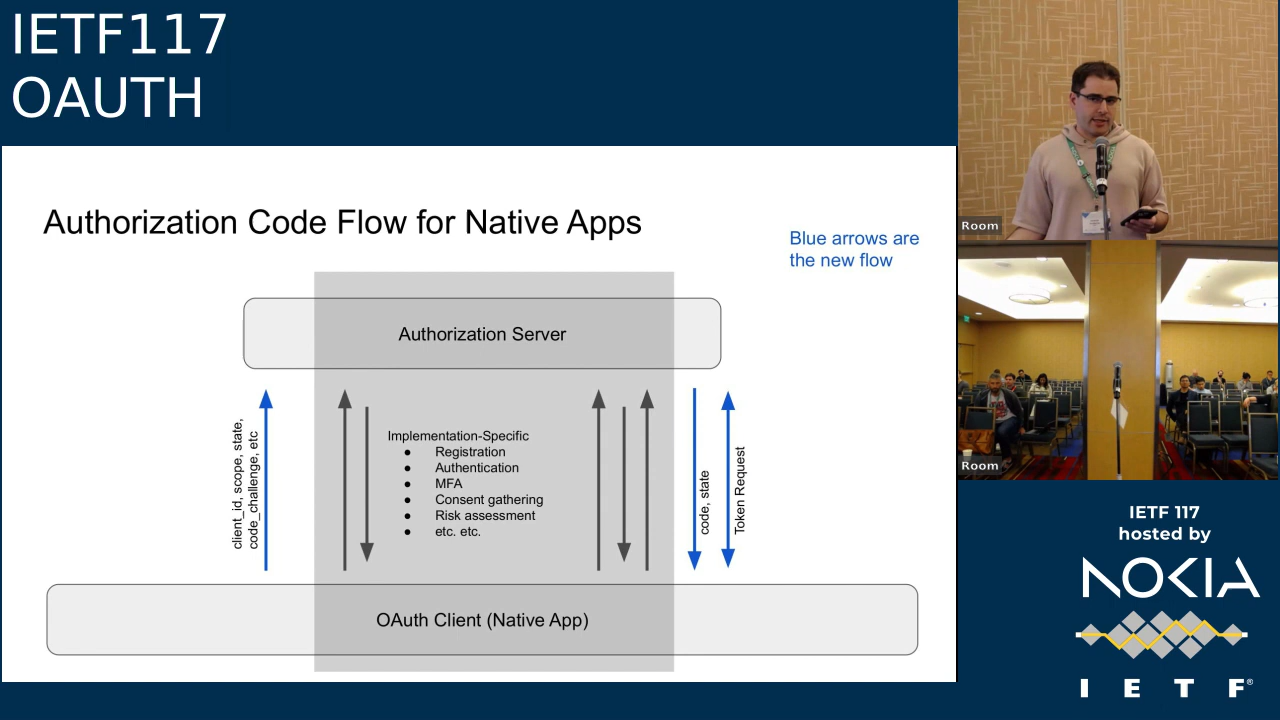 IETF117
OAUTH
Authorization Code Flow for Native Apps
Blue arrows are
the new flow
Authorization Server
client_id, scope, state,
code_challenge, etc
Implementation-Specific
● Registration
● Authentication
● MFA
● Consent gathering
● Risk assessment
● etc. etc.
code, state
Token Request
OAuth Client (Native App)
Room
Room
IETF 117
hosted by
NOKIA
I E T F®